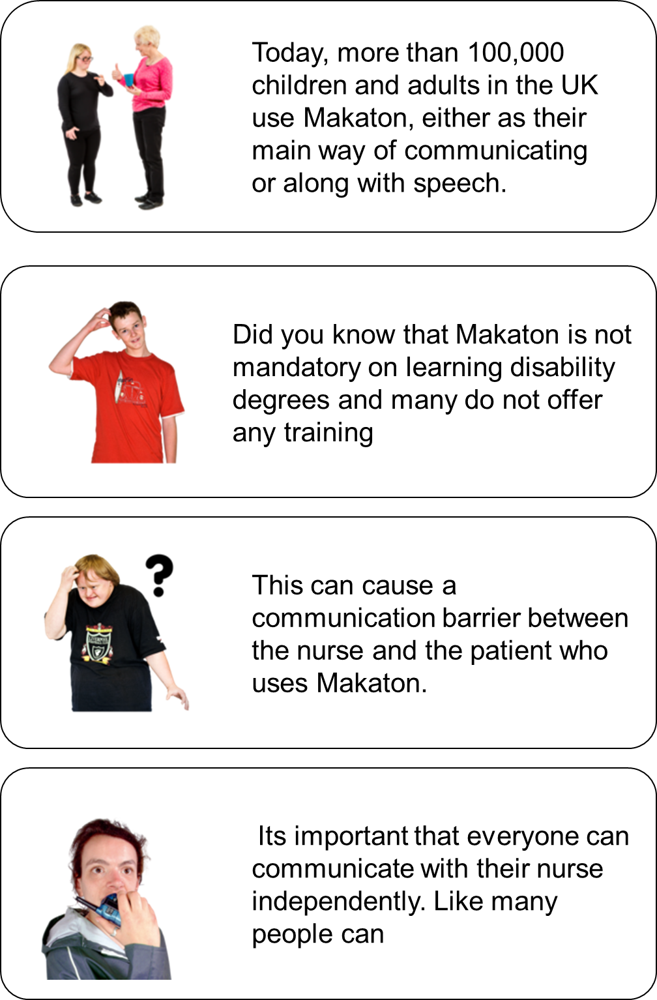 Today, more than 100,000
children and adults in the UK
use Makaton, either as their
main way of communicating
or along with speech.
Did you know that Makaton is not
mandatory on learning disability
degrees and many do not offer
any training
?
This can cause a
communication barrier between
the nurse and the patient who
uses Makaton.
Its important that everyone can
communicate with their nurse
independently. Like many
people can